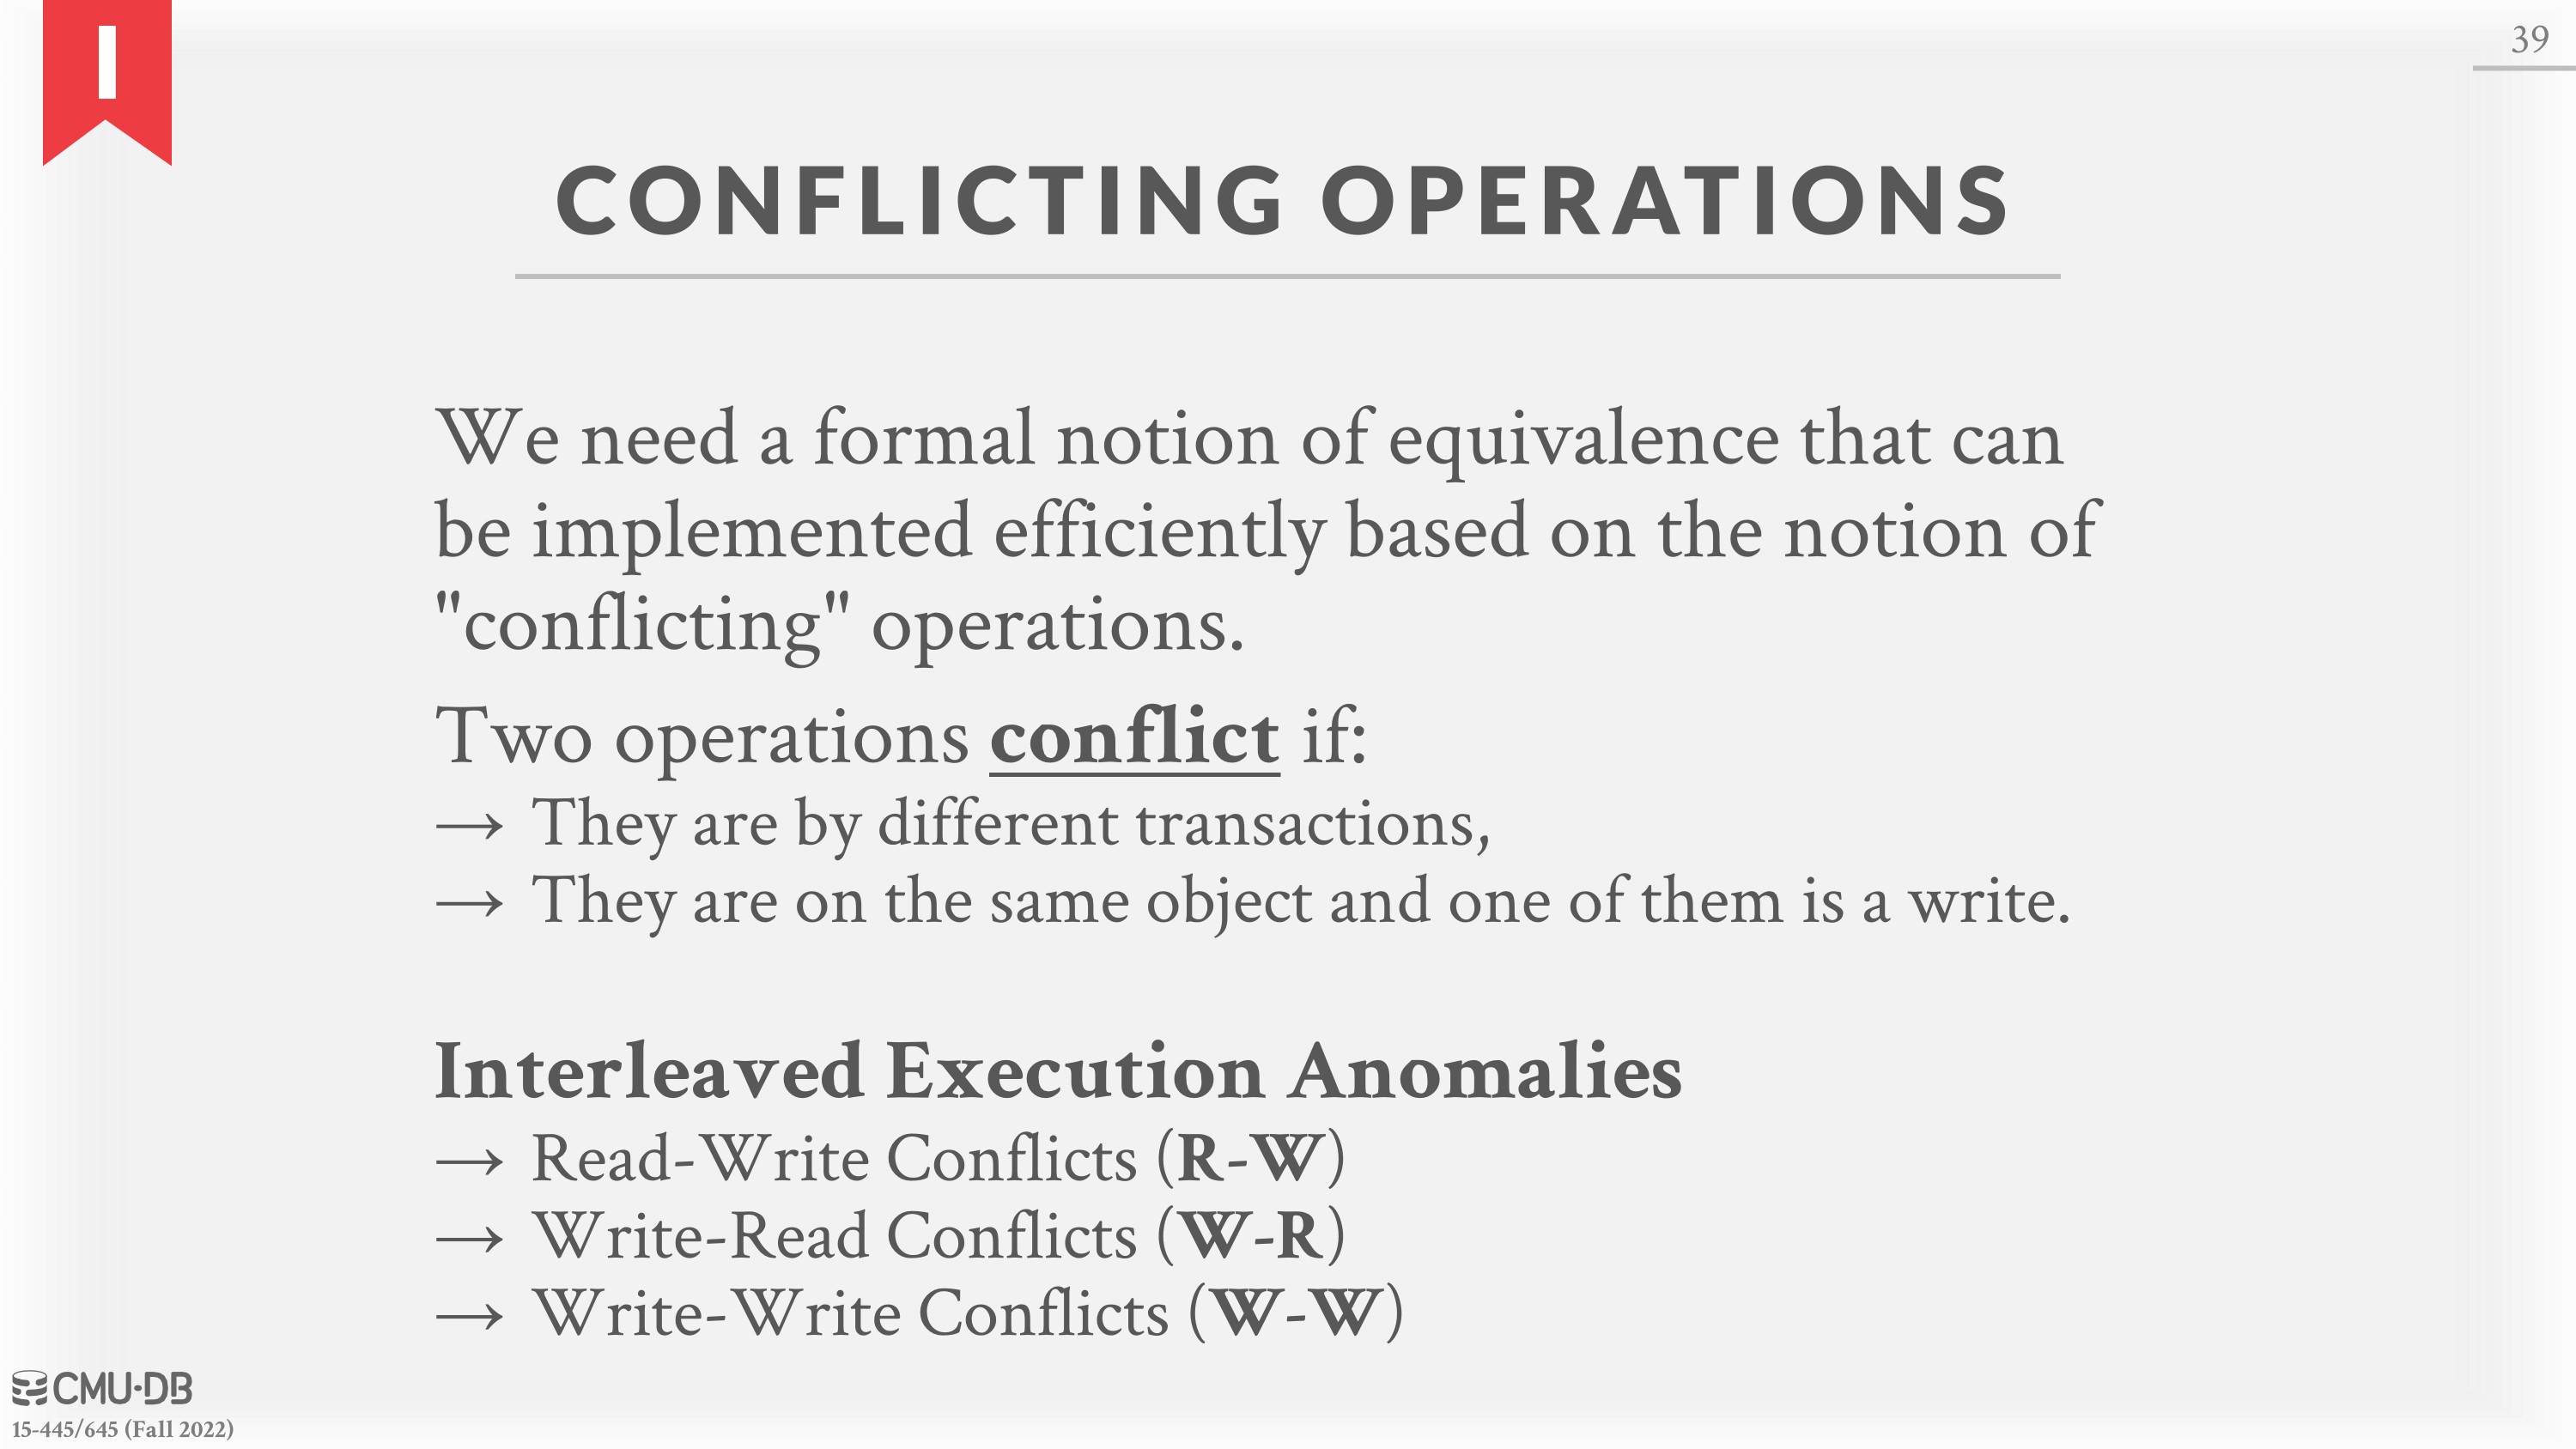 I
39
CONFLICTING OPERATIONS
We need a formal notion of equivalence that can
be implemented efficiently based on the notion of
"conflicting" operations.
Two operations conflict if:
→ They are by different transactions,
→ They are on the same object and one of them is a write.
Interleaved Execution Anomalies
→ Read-Write Conflicts (R-W)
→ Write-Read Conflicts (W-R)
→ Write-Write Conflicts (W-W)
CMU·DB
15-445/645 (Fall 2022)